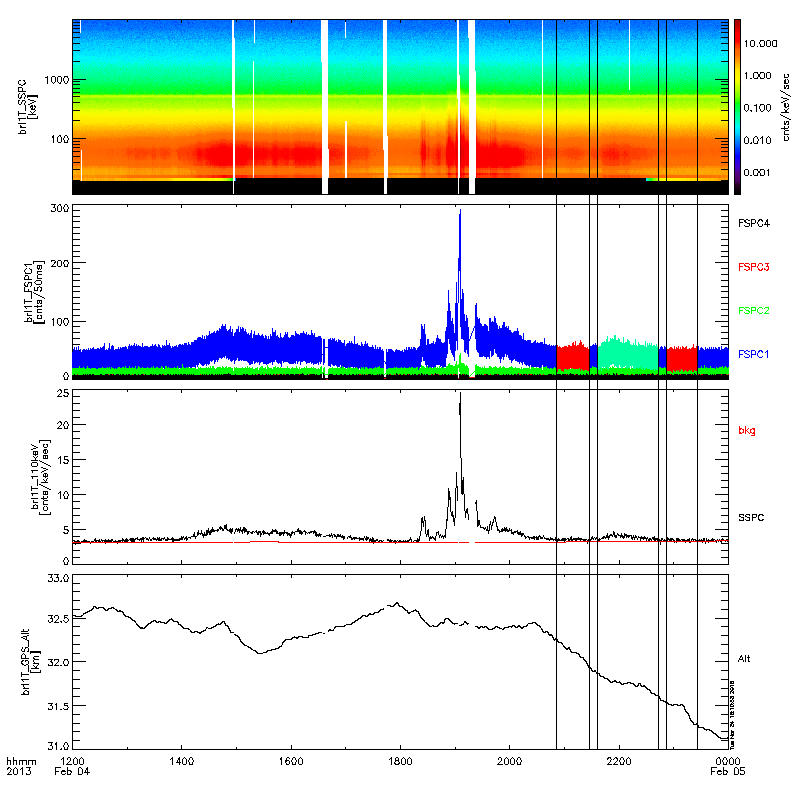 brl1T_SSPC
[keV]
1000
100
10.000
1.000
0.100
0.010
0.001
cnts/keV/sec
brl1T_FSPC1
[cnts/50ms]
300
200
100
0
FSPC4
FSPC3
FSPC2
FSPC1
brl1T_110keV
[cnts/keV/sec]
25
20
15
10
5
0
bkg
SSPC
brl1T_GPS_Alt
[km]
33.0
32.5
32.0
31.5
31.0
Alt
hhmm 1200 1400 1600 1800 2000 2200 0000
2013 Feb 04 Feb 05